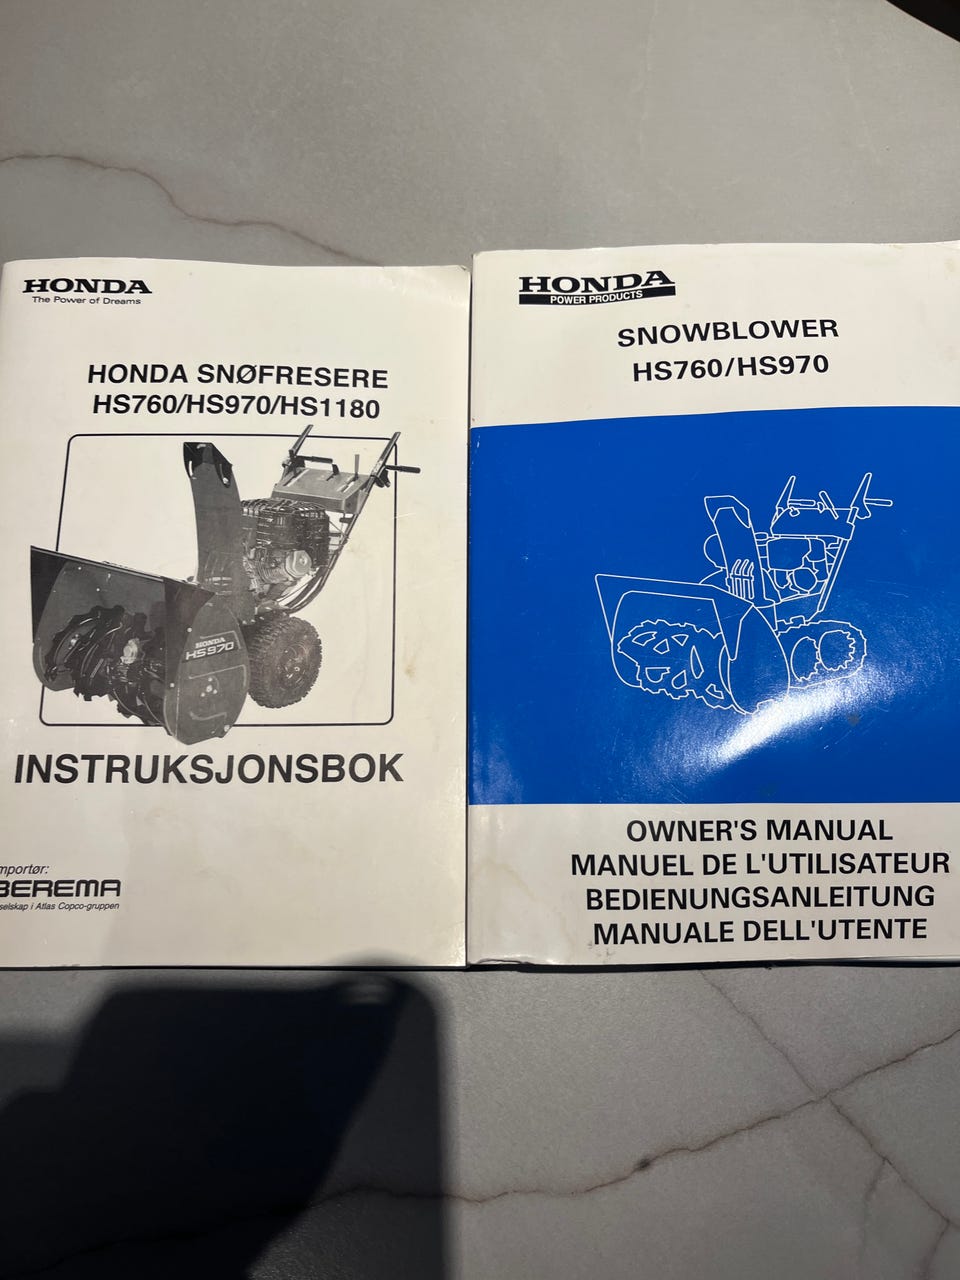 HONDA
The Power of Dreams
HONDA SNØFRESERE
HS760/HS970/HS1180
HONDA
HS970
INSTRUKSJONSBOK
mportør:
BEREMA
selskap i Atlas Copco-gruppen
HONDA
POWER PRODUCTS
SNOWBLOWER
HS760/HS970
OWNER'S MANUAL
MANUEL DE L'UTILISATEUR
BEDIENUNGSANLEITUNG
MANUALE DELL'UTENTE